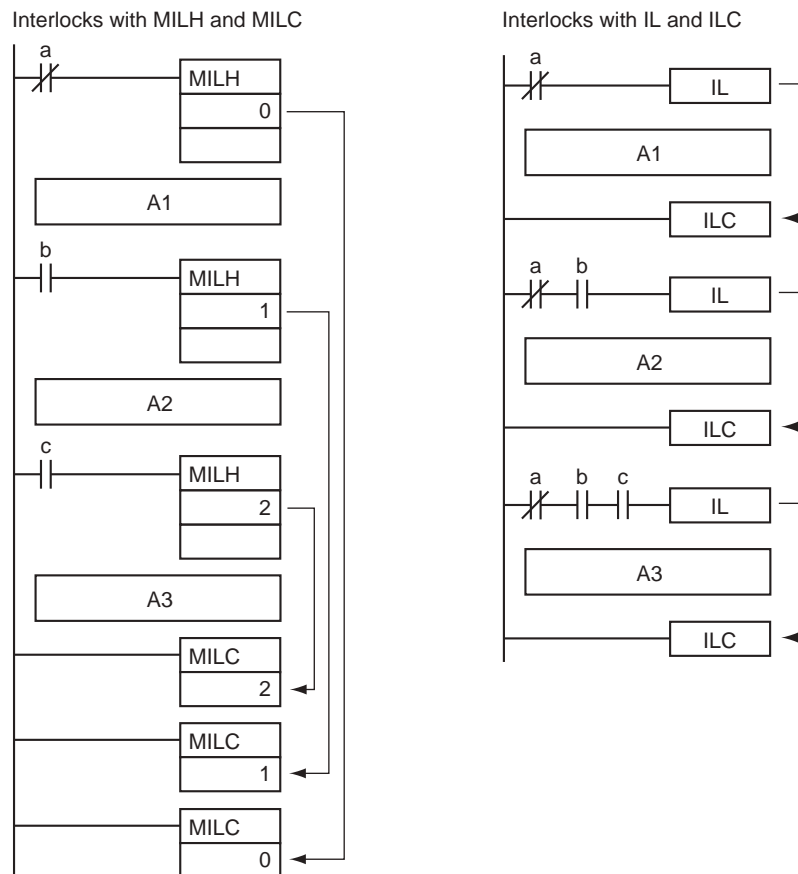 Interlocks with MILH and MILC
a
MILH
0
A1
b
MILH
1
A2
c
MILH
2
A3
MILC
2
MILC
1
MILC
0
Interlocks with IL and ILC
a
IL
A1
ILC
a b
IL
A2
ILC
a b c
IL
A3
ILC